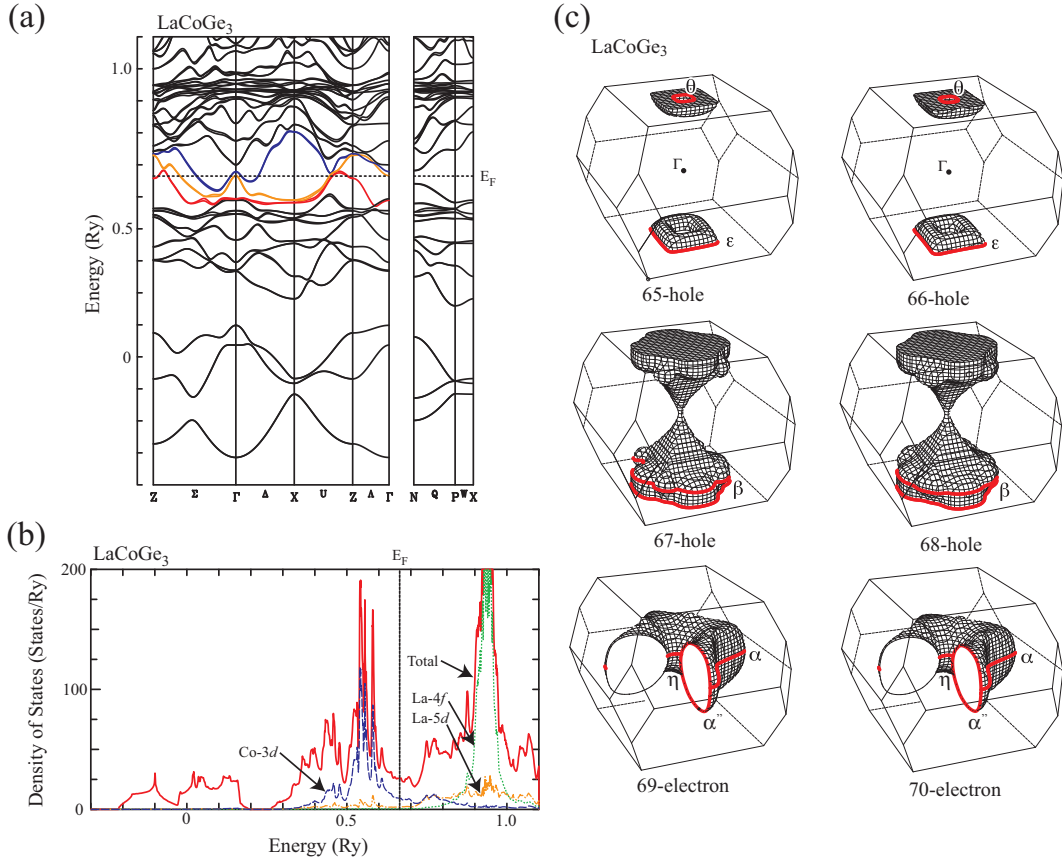 (a)
LaCoGe3
1.0
0.5
0
Energy (Ry)
EF
Z Σ Γ Δ X U Z Λ Γ N Q P W X
(b)
LaCoGe3
EF
200
100
0
Density of States (States/Ry)
Total
La-4f
La-5d
Co-3d
0 0.5 1.0
Energy (Ry)
(c)
LaCoGe3
θ
Γ
ε
65-hole
θ
Γ
ε
66-hole
β
67-hole
β
68-hole
η
α
α"
69-electron
η
α
α"
70-electron